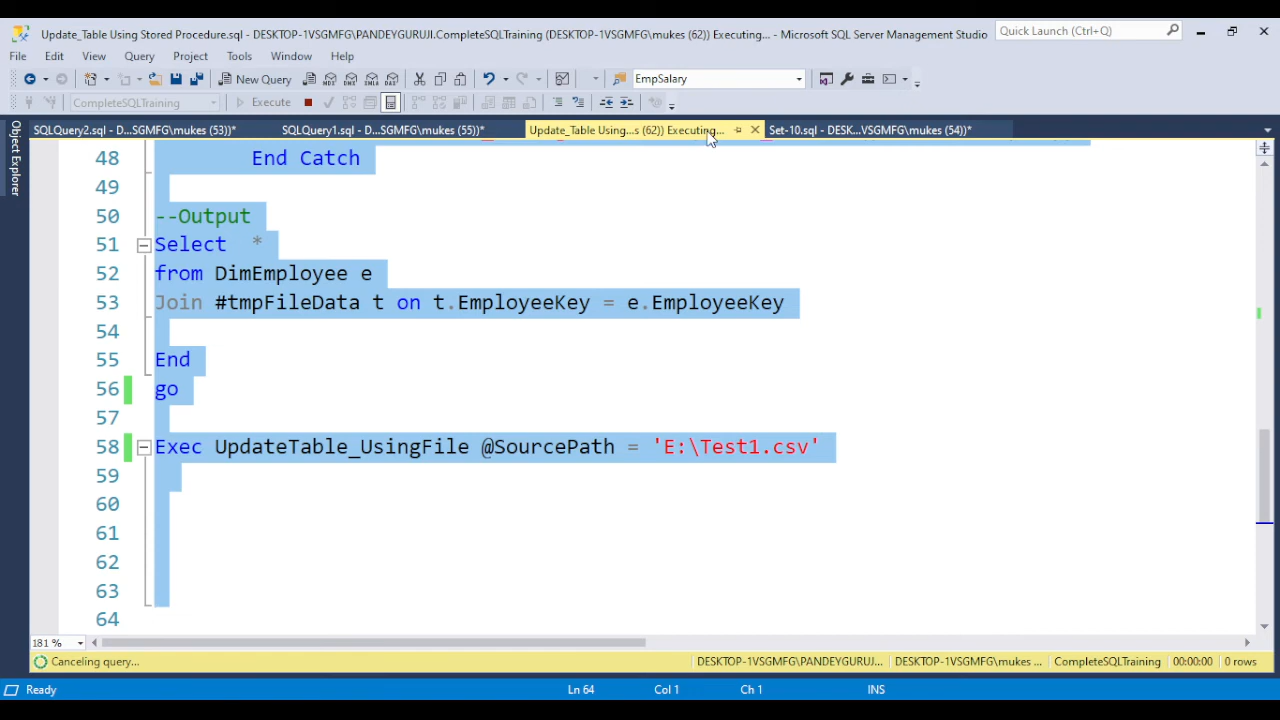 Update_Table Using Stored Procedure.sql - DESKTOP-1VSGMFG\PANDEYGURUJI.CompleteSQLTraining (DESKTOP-1VSGMFG\mukes (62)) Executing... - Microsoft SQL Server Management Studio
Quick Launch (Ctrl+Q)
File Edit View Query Project Tools Window Help
New Query EmpSalary
CompleteSQLTraining Execute
SQLQuery2.sql - D...SGMFG\mukes (53))* SQLQuery1.sql - D...SGMFG\mukes (55))* Update_Table Using...s (62)) Executing... Set-10.sql - DESK...VSGMFG\mukes (54))*
Object Explorer
48 End Catch
49
50 --Output
51 Select *
52 from DimEmployee e
53 Join #tmpFileData t on t.EmployeeKey = e.EmployeeKey
54
55 End
56 go
57
58 Exec UpdateTable_UsingFile @SourcePath = 'E:\Test1.csv'
59
60
61
62
63
64
181 %
Canceling query... DESKTOP-1VSGMFG\PANDEYGURUJI... DESKTOP-1VSGMFG\mukes ... CompleteSQLTraining 00:00:00 0 rows
Ready Ln 64 Col 1 Ch 1 INS